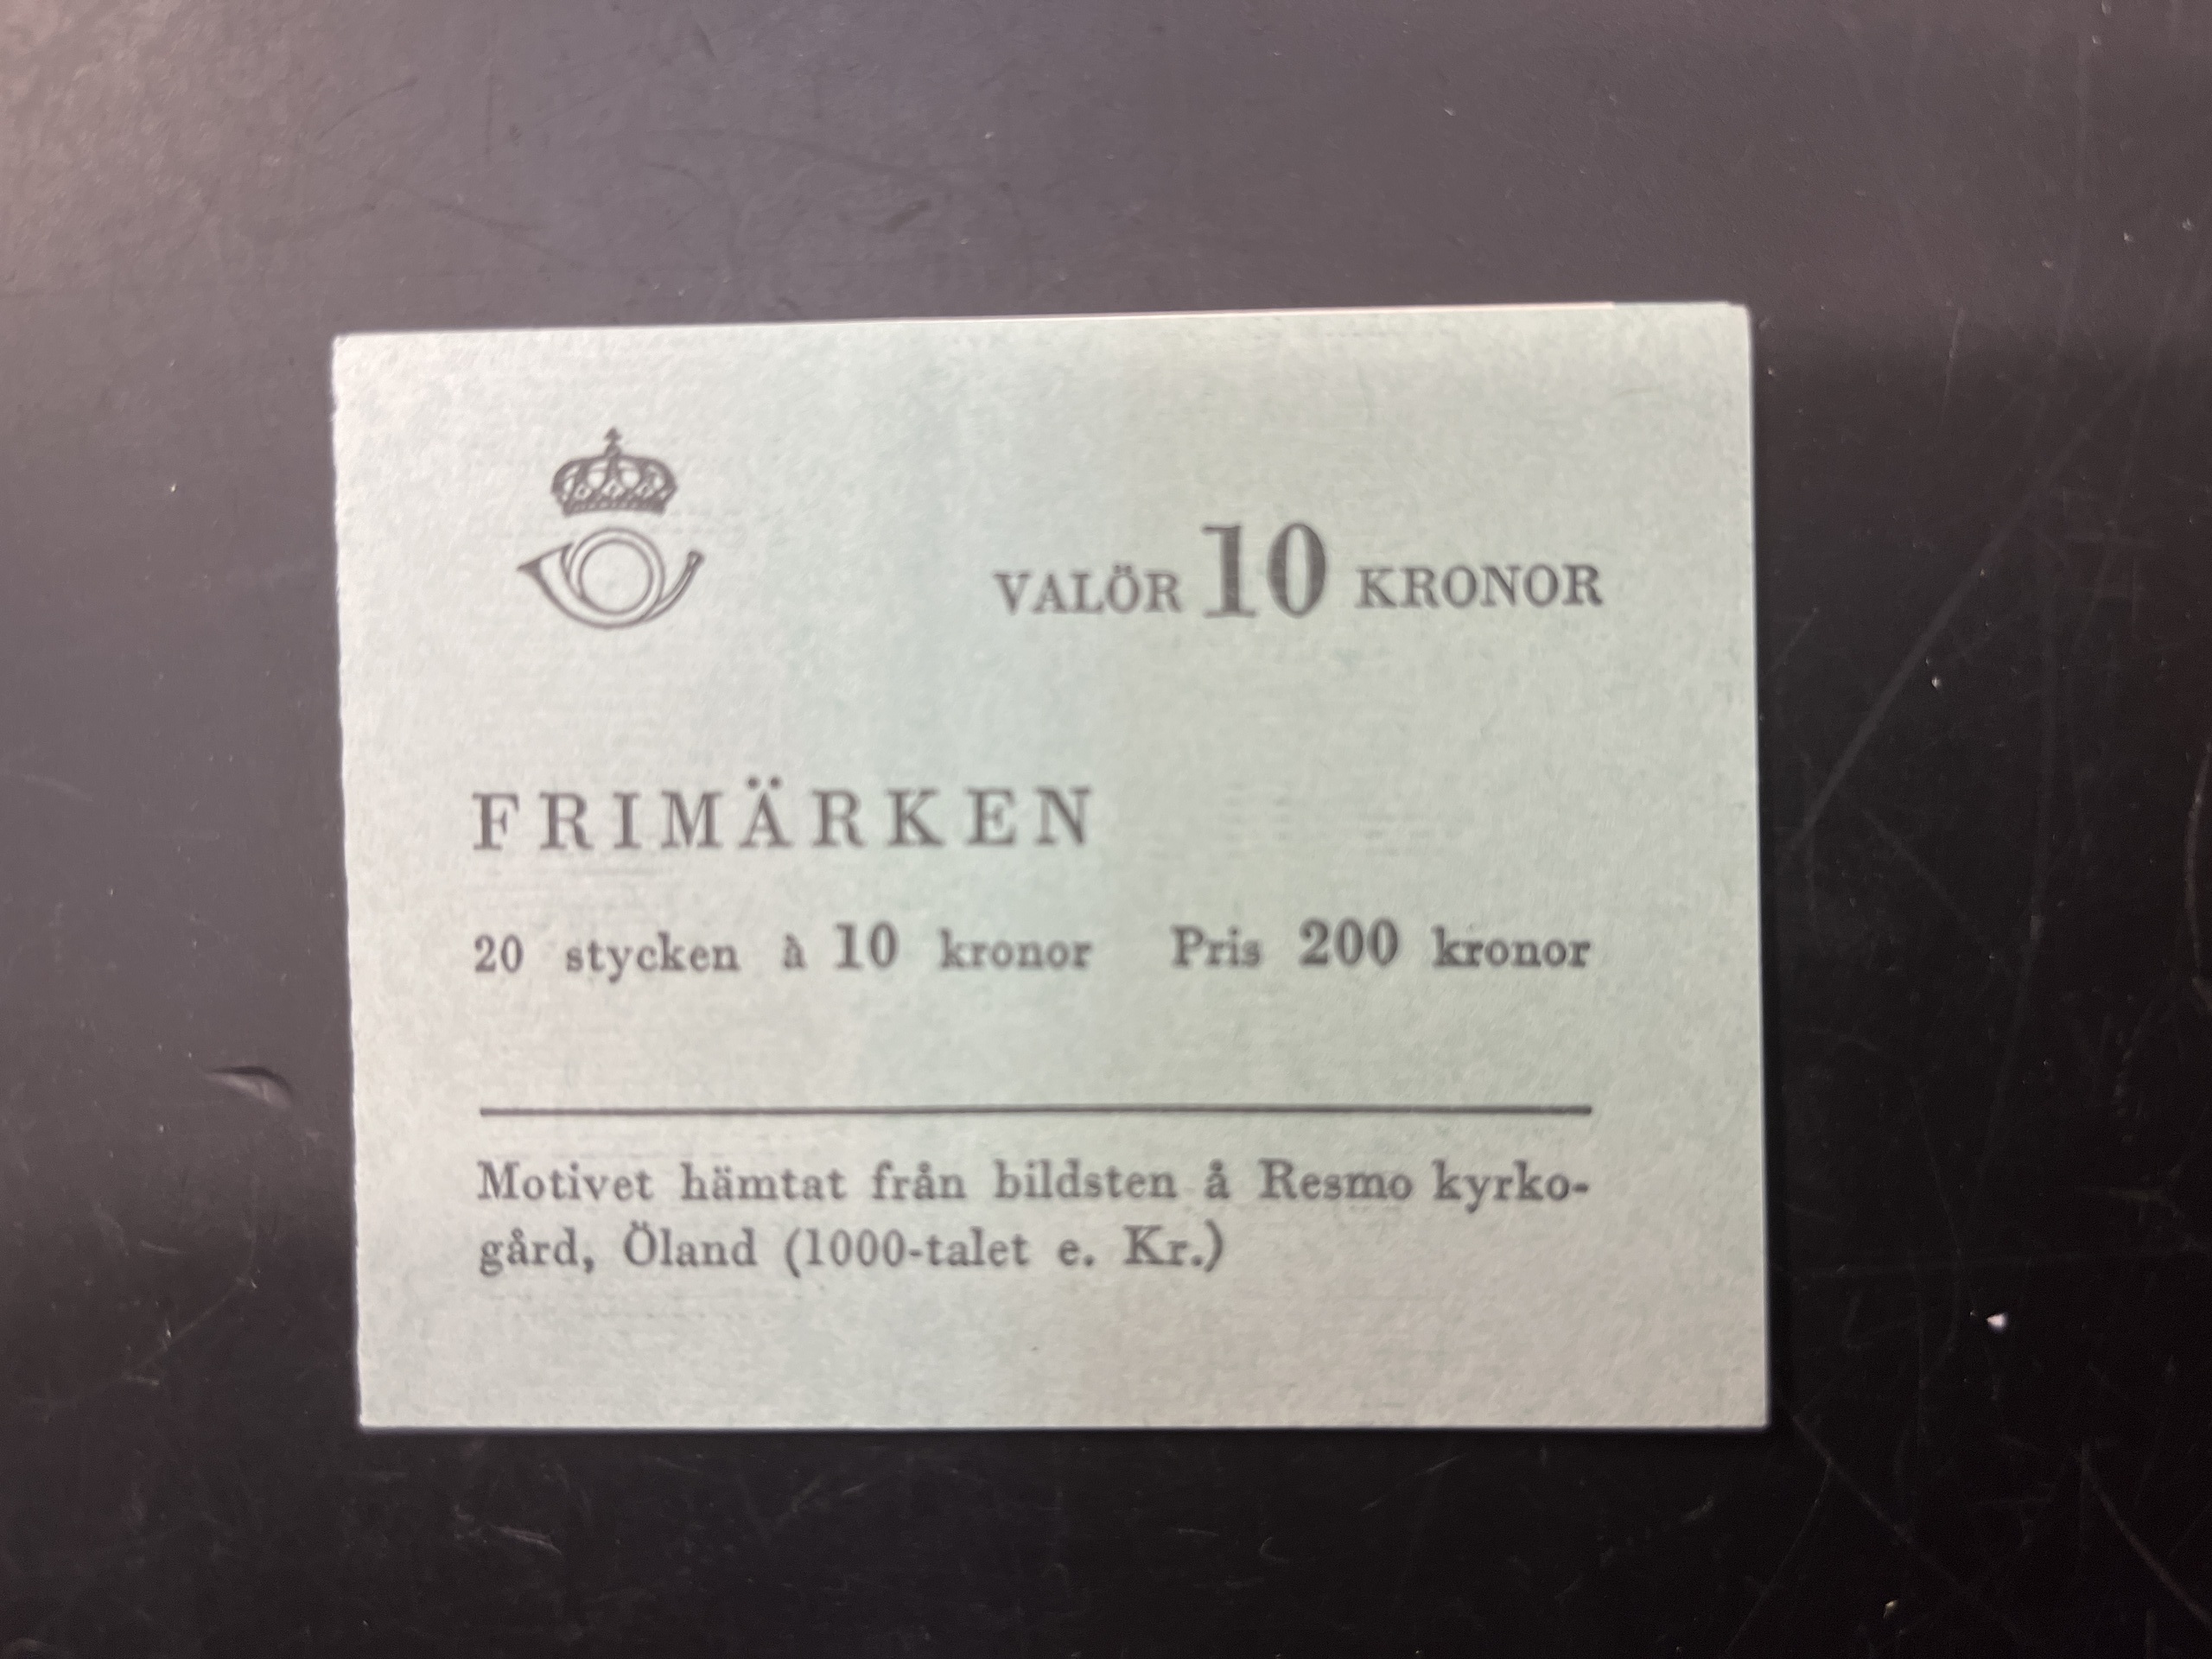 VALÖR 10 KRONOR
FRIMÄRKEN
20 stycken à 10 kronor Pris 200 kronor
Motivet hämtat från bildsten å Resmo kyrko-
gård, Öland (1000-talet e. Kr.)